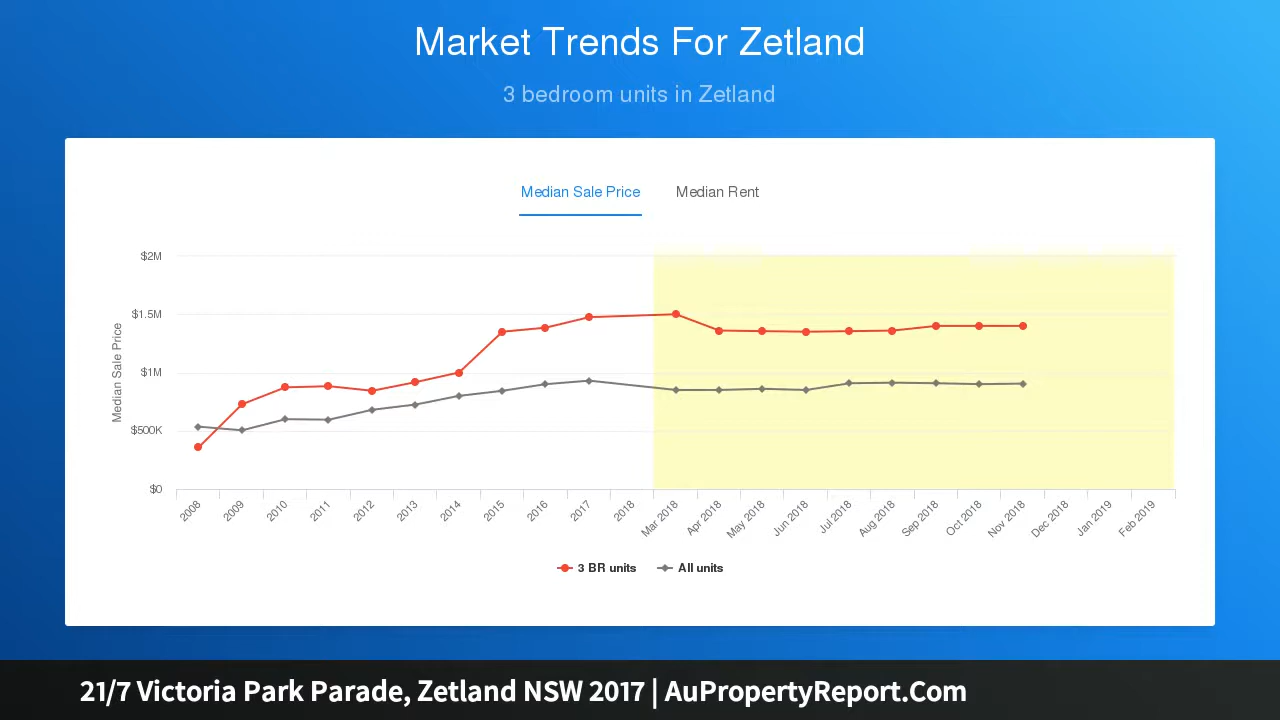 Market Trends For Zetland
3 bedroom units in Zetland
Median Sale Price Median Rent
Median Sale Price
$2M
$1.5M
$1M
$500K
$0
2008 2009 2010 2011 2012 2013 2014 2015 2016 2017 2018 Mar 2018 Apr 2018 May 2018 Jun 2018 Jul 2018 Aug 2018 Sep 2018 Oct 2018 Nov 2018 Dec 2018 Jan 2019 Feb 2019
3 BR units All units
21/7 Victoria Park Parade, Zetland NSW 2017 | AuPropertyReport.Com